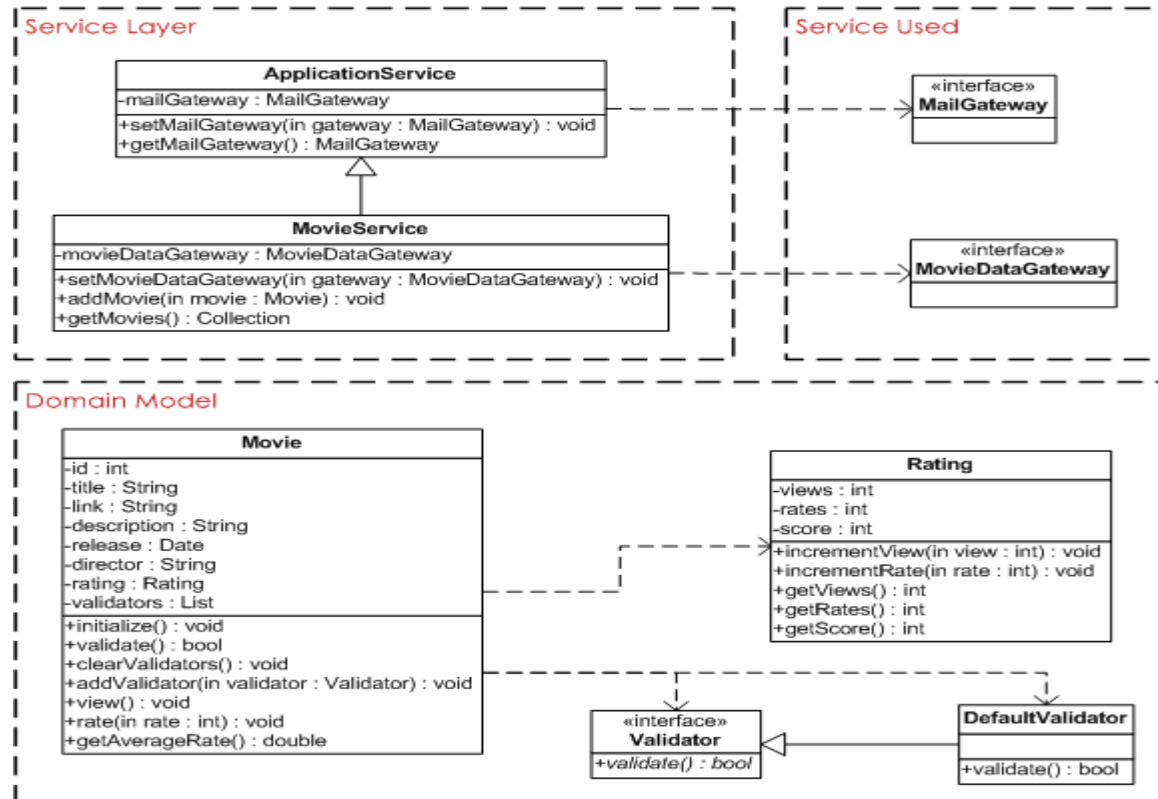 Service Layer
ApplicationService
-mailGateway : MailGateway
+setMailGateway(in gateway : MailGateway) : void
+getMailGateway() : MailGateway
MovieService
-movieDataGateway : MovieDataGateway
+setMovieDataGateway(in gateway : MovieDataGateway) : void
+addMovie(in movie : Movie) : void
+getMovies() : Collection
Service Used
«interface»
MailGateway
«interface»
MovieDataGateway
Domain Model
Movie
-id : int
-title : String
-link : String
-description : String
-release : Date
-director : String
-rating : Rating
-validators : List
+initialize() : void
+validate() : bool
+clearValidators() : void
+addValidator(in validator : Validator) : void
+view() : void
+rate(in rate : int) : void
+getAverageRate() : double
Rating
-views : int
-rates : int
-score : int
+incrementView(in view : int) : void
+incrementRate(in rate : int) : void
+getViews() : int
+getRates() : int
+getScore() : int
«interface»
Validator
+validate() : bool
DefaultValidator
+validate() : bool